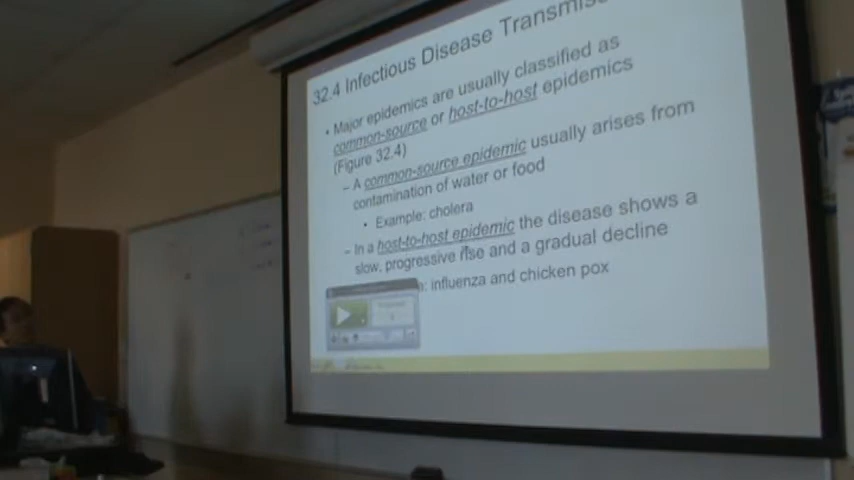 32.4 Infectious Disease
• Major epidemics are usually classified as
common-source or host-to-host epidemics
(Figure 32.4)
– A common-source epidemic usually arises from
contamination of water or food
• Example: cholera
– In a host-to-host epidemic the disease shows a
slow, progressive rise and a gradual decline
influenza and chicken pox